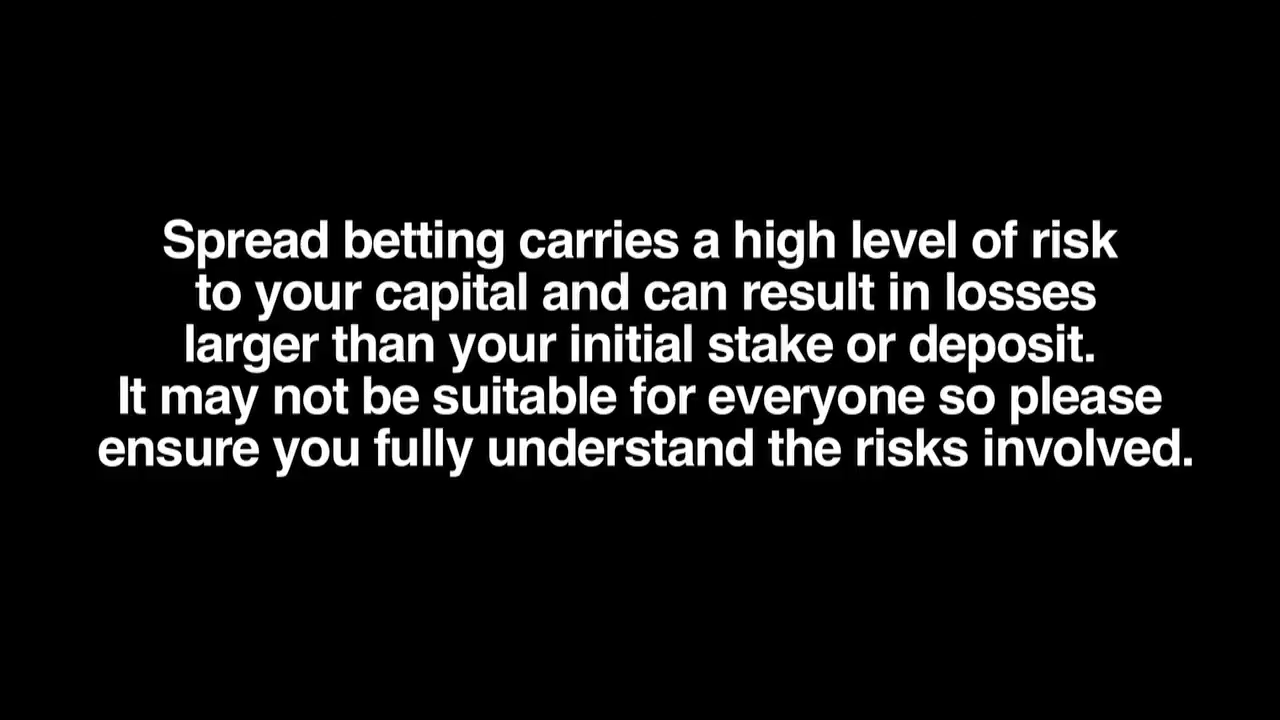 Spread betting carries a high level of risk
to your capital and can result in losses
larger than your initial stake or deposit.
It may not be suitable for everyone so please
ensure you fully understand the risks involved.